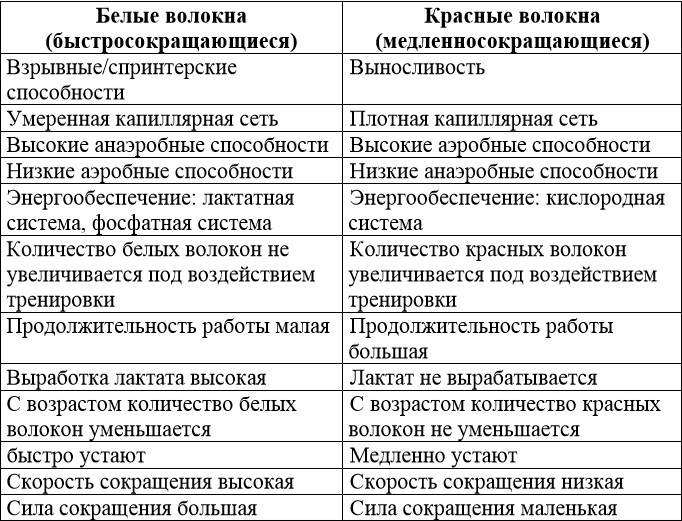 Белые волокна
(быстросокращающиеся)
Красные волокна
(медленносокращающиеся)
Взрывные/спринтерские
способности
Выносливость
Умеренная капиллярная сеть
Плотная капиллярная сеть
Высокие анаэробные способности
Высокие аэробные способности
Низкие аэробные способности
Низкие анаэробные способности
Энергообеспечение: лактатная
система, фосфатная система
Энергообеспечение: кислородная
система
Количество белых волокон не
увеличивается под воздействием
тренировки
Количество красных волокон
увеличивается под воздействием
тренировки
Продолжительность работы малая
Продолжительность работы
большая
Выработка лактата высокая
Лактат не вырабатывается
С возрастом количество белых
волокон уменьшается
С возрастом количество красных
волокон не уменьшается
быстро устают
Медленно устают
Скорость сокращения высокая
Скорость сокращения низкая
Сила сокращения большая
Сила сокращения маленькая